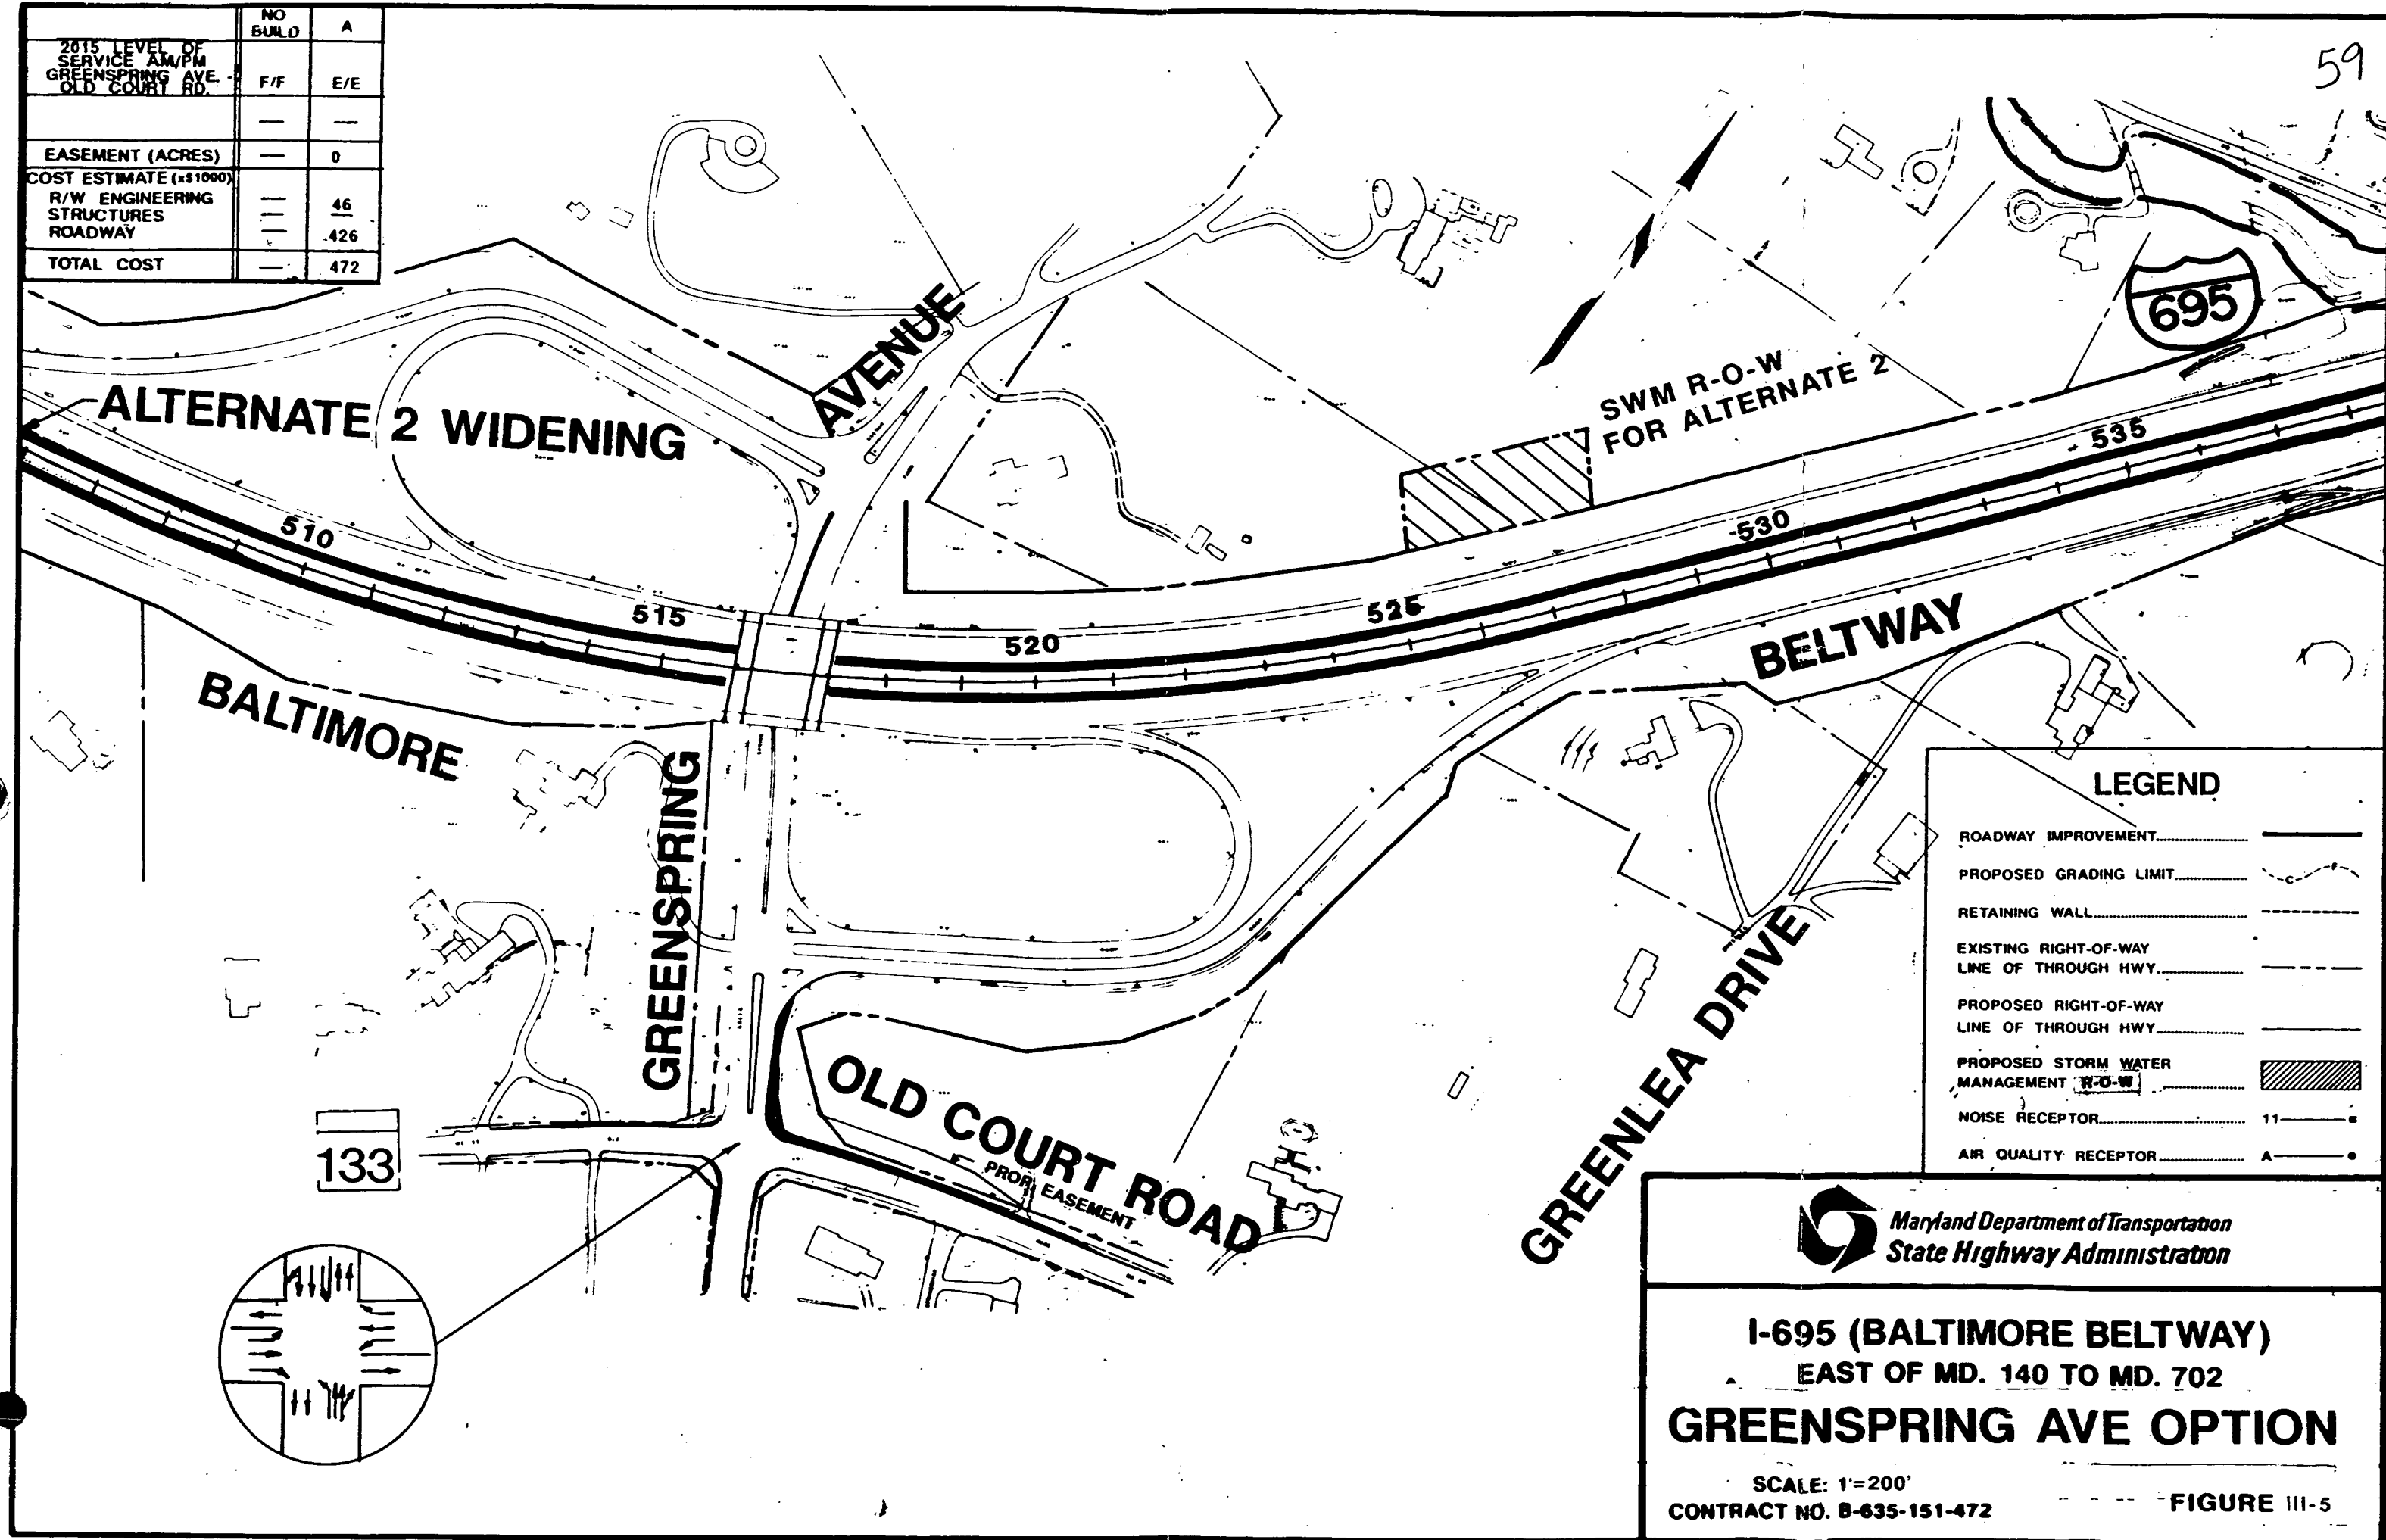 59
NO BUILD A
2015 LEVEL OF
SERVICE AM/PM
GREENSPRING AVE. -
OLD COURT RD. F/F E/E
— —
EASEMENT (ACRES) — 0
COST ESTIMATE (x$1000)
R/W ENGINEERING — 46
STRUCTURES — —
ROADWAY — 426
TOTAL COST — 472
AVENUE
695
ALTERNATE 2 WIDENING
SWM R-O-W
FOR ALTERNATE 2
510
515
520
525
530
535
BALTIMORE
BELTWAY
GREENSPRING
OLD COURT ROAD
PROP. EASEMENT
GREENLEA DRIVE
133
LEGEND
ROADWAY IMPROVEMENT
PROPOSED GRADING LIMIT C F
RETAINING WALL
EXISTING RIGHT-OF-WAY
LINE OF THROUGH HWY.
PROPOSED RIGHT-OF-WAY
LINE OF THROUGH HWY.
PROPOSED STORM WATER
MANAGEMENT R-O-W
NOISE RECEPTOR 11
AIR QUALITY RECEPTOR A
Maryland Department of Transportation
State Highway Administration
I-695 (BALTIMORE BELTWAY)
EAST OF MD. 140 TO MD. 702
GREENSPRING AVE OPTION
SCALE: 1'=200'
CONTRACT NO. B-635-151-472
FIGURE III-5